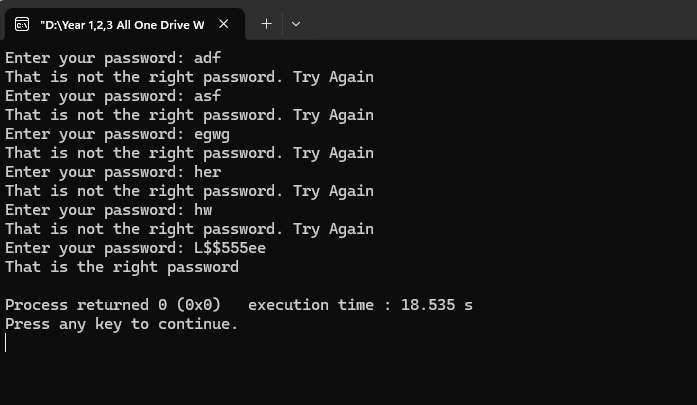 "D:\Year 1,2,3 All One Drive W
Enter your password: adf
That is not the right password. Try Again
Enter your password: asf
That is not the right password. Try Again
Enter your password: egwg
That is not the right password. Try Again
Enter your password: her
That is not the right password. Try Again
Enter your password: hw
That is not the right password. Try Again
Enter your password: L$$555ee
That is the right password
Process returned 0 (0x0)   execution time : 18.535 s
Press any key to continue.